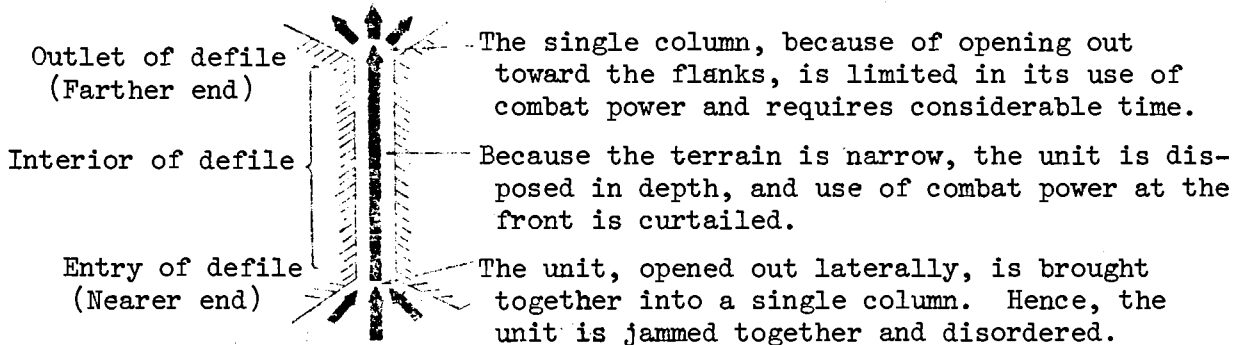 Outlet of defile
(Farther end)
The single column, because of opening out
toward the flanks, is limited in its use of
combat power and requires considerable time.
Interior of defile
Because the terrain is narrow, the unit is dis-
posed in depth, and use of combat power at the
front is curtailed.
Entry of defile
(Nearer end)
The unit, opened out laterally, is brought
together into a single column. Hence, the
unit is jammed together and disordered.